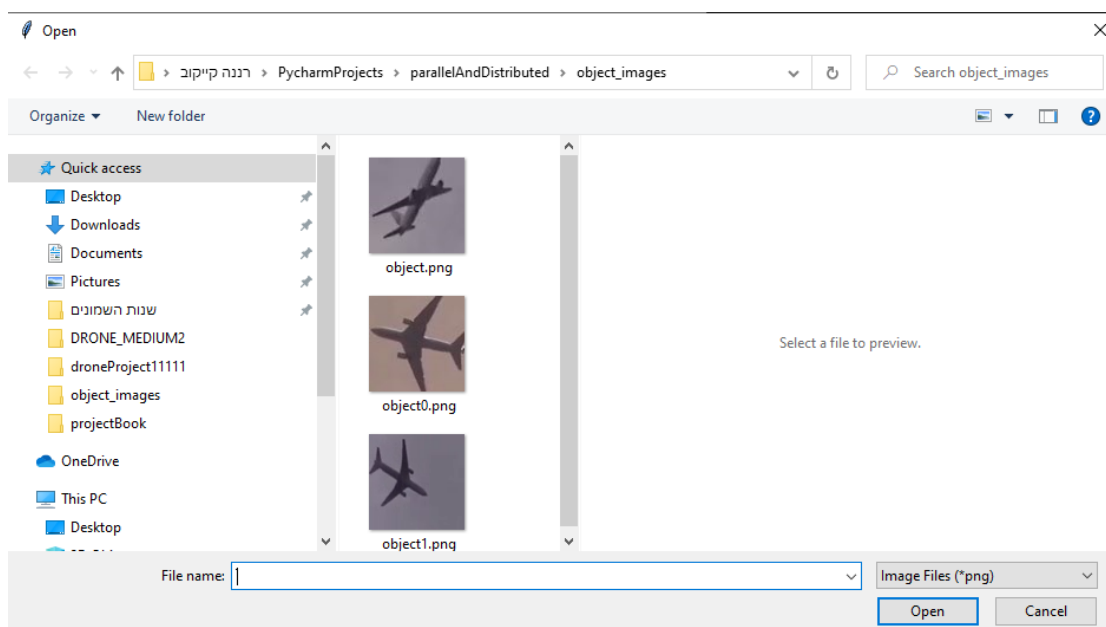 Open
רננה קייקוב › PycharmProjects › parallelAndDistributed › object_images
Search object_images
Organize
New folder
Quick access
Desktop
Downloads
Documents
Pictures
שנות השמונים
DRONE_MEDIUM2
droneProject11111
object_images
projectBook
OneDrive
This PC
Desktop
object.png
object0.png
object1.png
Select a file to preview.
File name:
Image Files (*png)
Open
Cancel